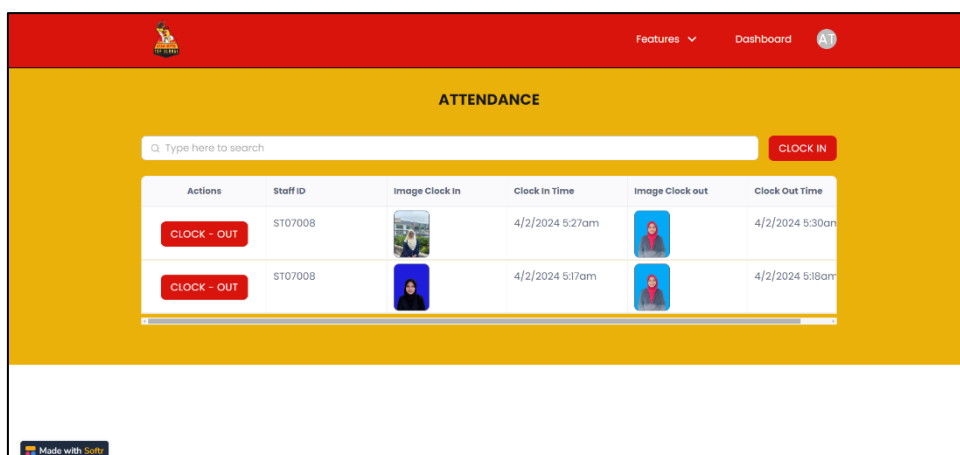 TOP GLOBAL
Features Dashboard AT
ATTENDANCE
Type here to search CLOCK IN
Actions Staff ID Image Clock In Clock In Time Image Clock out Clock Out Time
CLOCK - OUT ST07008 4/2/2024 5:27am 4/2/2024 5:30am
CLOCK - OUT ST07008 4/2/2024 5:17am 4/2/2024 5:18am
Made with Softr